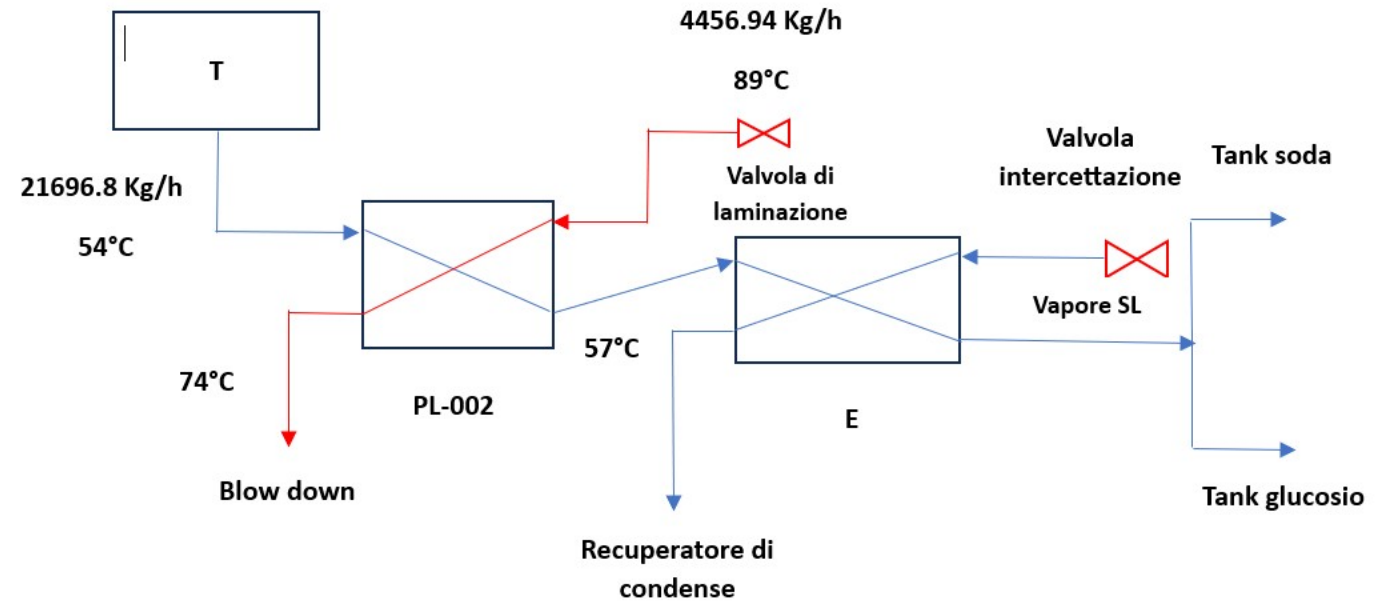 4456.94 Kg/h
T
89°C
Valvola
intercettazione
Tank soda
21696.8 Kg/h
Valvola di
laminazione
54°C
Vapore SL
57°C
74°C
PL-002
E
Blow down
Tank glucosio
Recuperatore di
condense